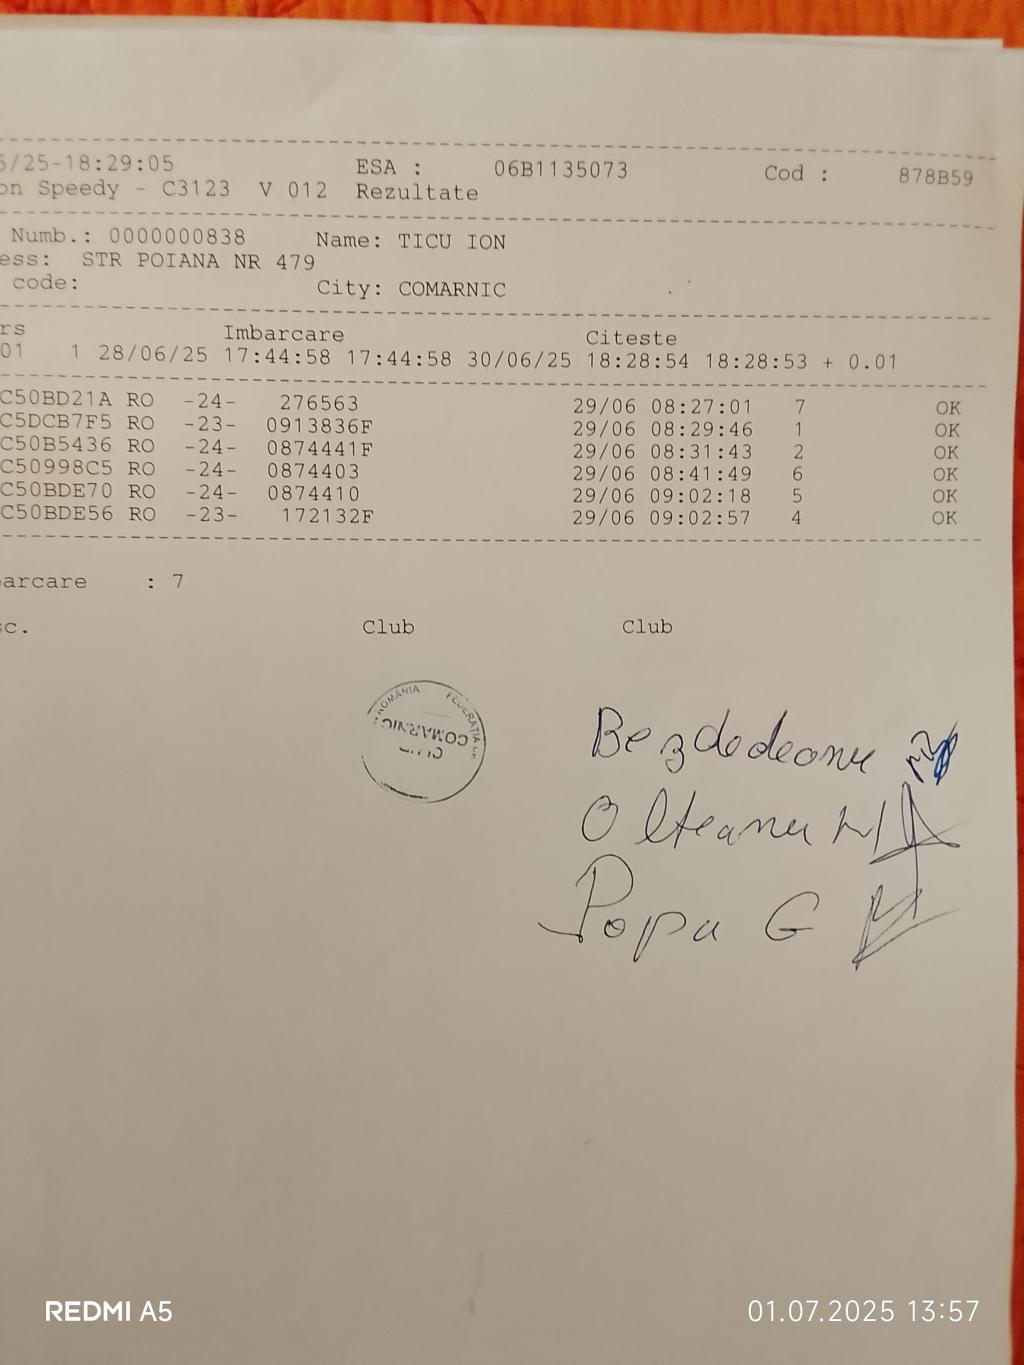 5/25-18:29:05 ESA : 06B1135073 Cod : 878B59
on Speedy - C3123 V 012 Rezultate
Numb.: 0000000838 Name: TICU ION
ess: STR POIANA NR 479
code: City: COMARNIC
rs Imbarcare Citeste
01 1 28/06/25 17:44:58 17:44:58 30/06/25 18:28:54 18:28:53 + 0.01
C50BD21A RO -24- 276563 29/06 08:27:01 7 OK
C5DCB7F5 RO -23- 0913836F 29/06 08:29:46 1 OK
C50B5436 RO -24- 0874441F 29/06 08:31:43 2 OK
C50998C5 RO -24- 0874403 29/06 08:41:49 6 OK
C50BDE70 RO -24- 0874410 29/06 09:02:18 5 OK
C50BDE56 RO -23- 172132F 29/06 09:02:57 4 OK
arcare : 7
sc. Club Club
ROMÂNIA FEDERAȚIA
COMARNIC
Bezdedeanu
Olteanu
Popa G
REDMI A5
01.07.2025 13:57